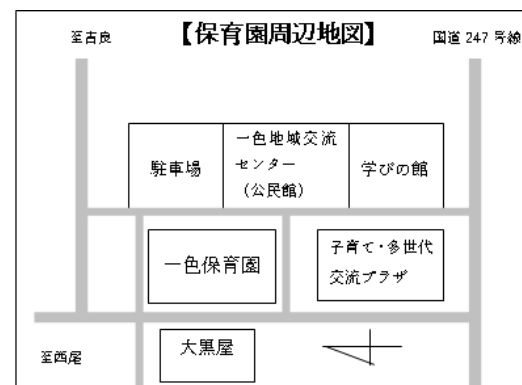 【保育園周辺地図】
至吉良
国道247号線
駐車場
一色地域交流
センター
(公民館)
学びの館
一色保育園
子育て・多世代
交流プラザ
大黒屋
至西尾